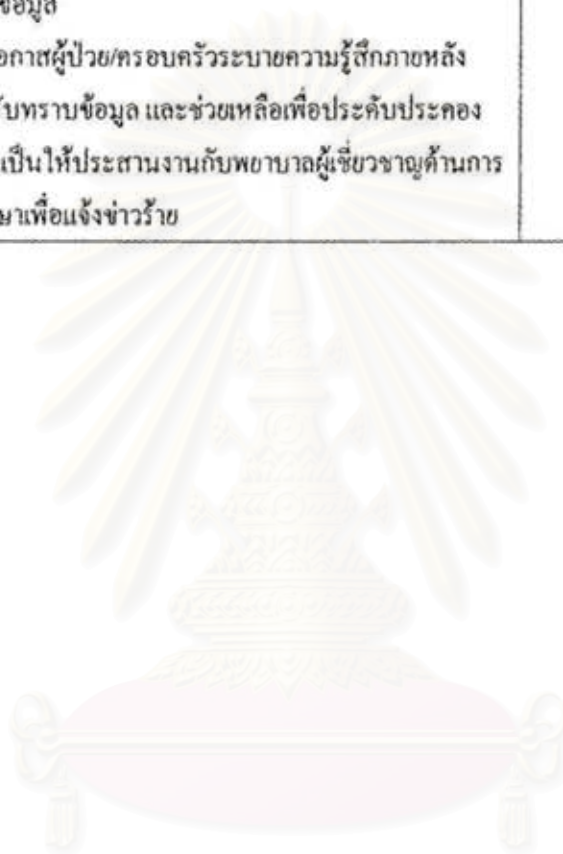 ข้อมูล
อกาสผู้ป่วย/ครอบครัวระบายความรู้สึกภายหลัง
ับทราบข้อมูล และช่วยเหลือเพื่อประคับประคอง
เป็นให้ประสานงานกับพยาบาลผู้เชี่ยวชาญด้านการ
ษาเพื่อแจ้งข่าวร้าย